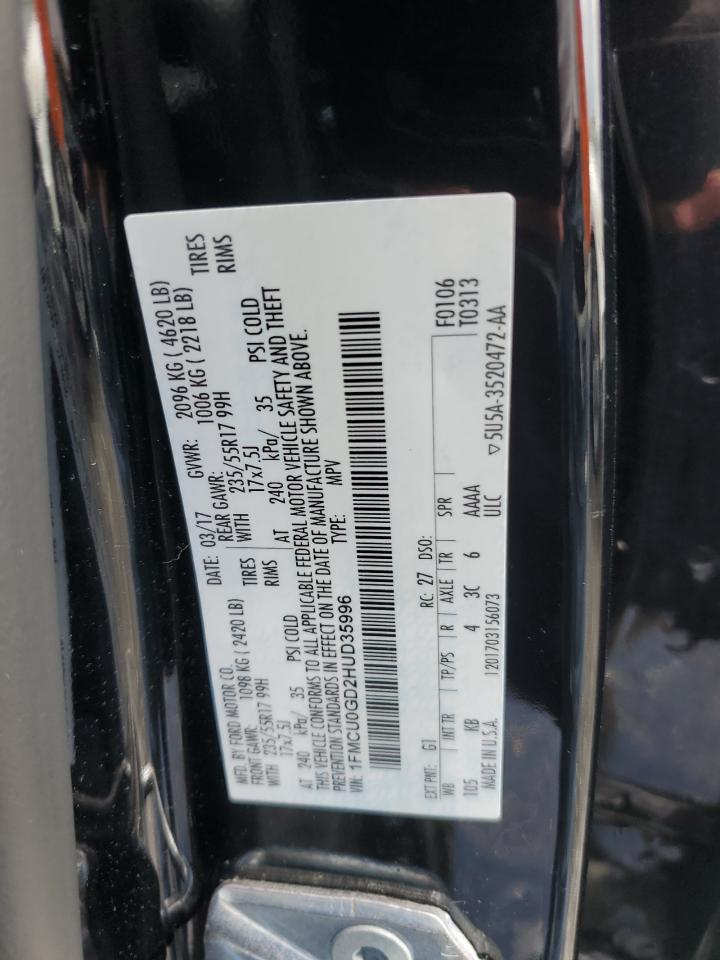 MFD. BY FORD MOTOR CO. DATE: 03/17 GVWR: 2096 KG ( 4620 LB)
FRONT GAWR: 1098 KG ( 2420 LB) REAR GAWR: 1006 KG ( 2218 LB)
WITH 235/55R17 99H TIRES WITH 235/55R17 99H TIRES
17x7.5J RIMS 17x7.5J RIMS
AT 240 kPa/ 35 PSI COLD AT 240 kPa/ 35 PSI COLD
THIS VEHICLE CONFORMS TO ALL APPLICABLE FEDERAL MOTOR VEHICLE SAFETY AND THEFT
PREVENTION STANDARDS IN EFFECT ON THE DATE OF MANUFACTURE SHOWN ABOVE.
VIN: 1FMCU0GD2HUD35996 TYPE: MPV
EXT PNT: G1 RC: 27 DSO: F0106
WB INT TR TP/PS R AXLE TR SPR T0313
105 KB 4 3C 6 AAAA
MADE IN U.S.A. 1201703156073 ULC ▽5U5A-3520472-AA